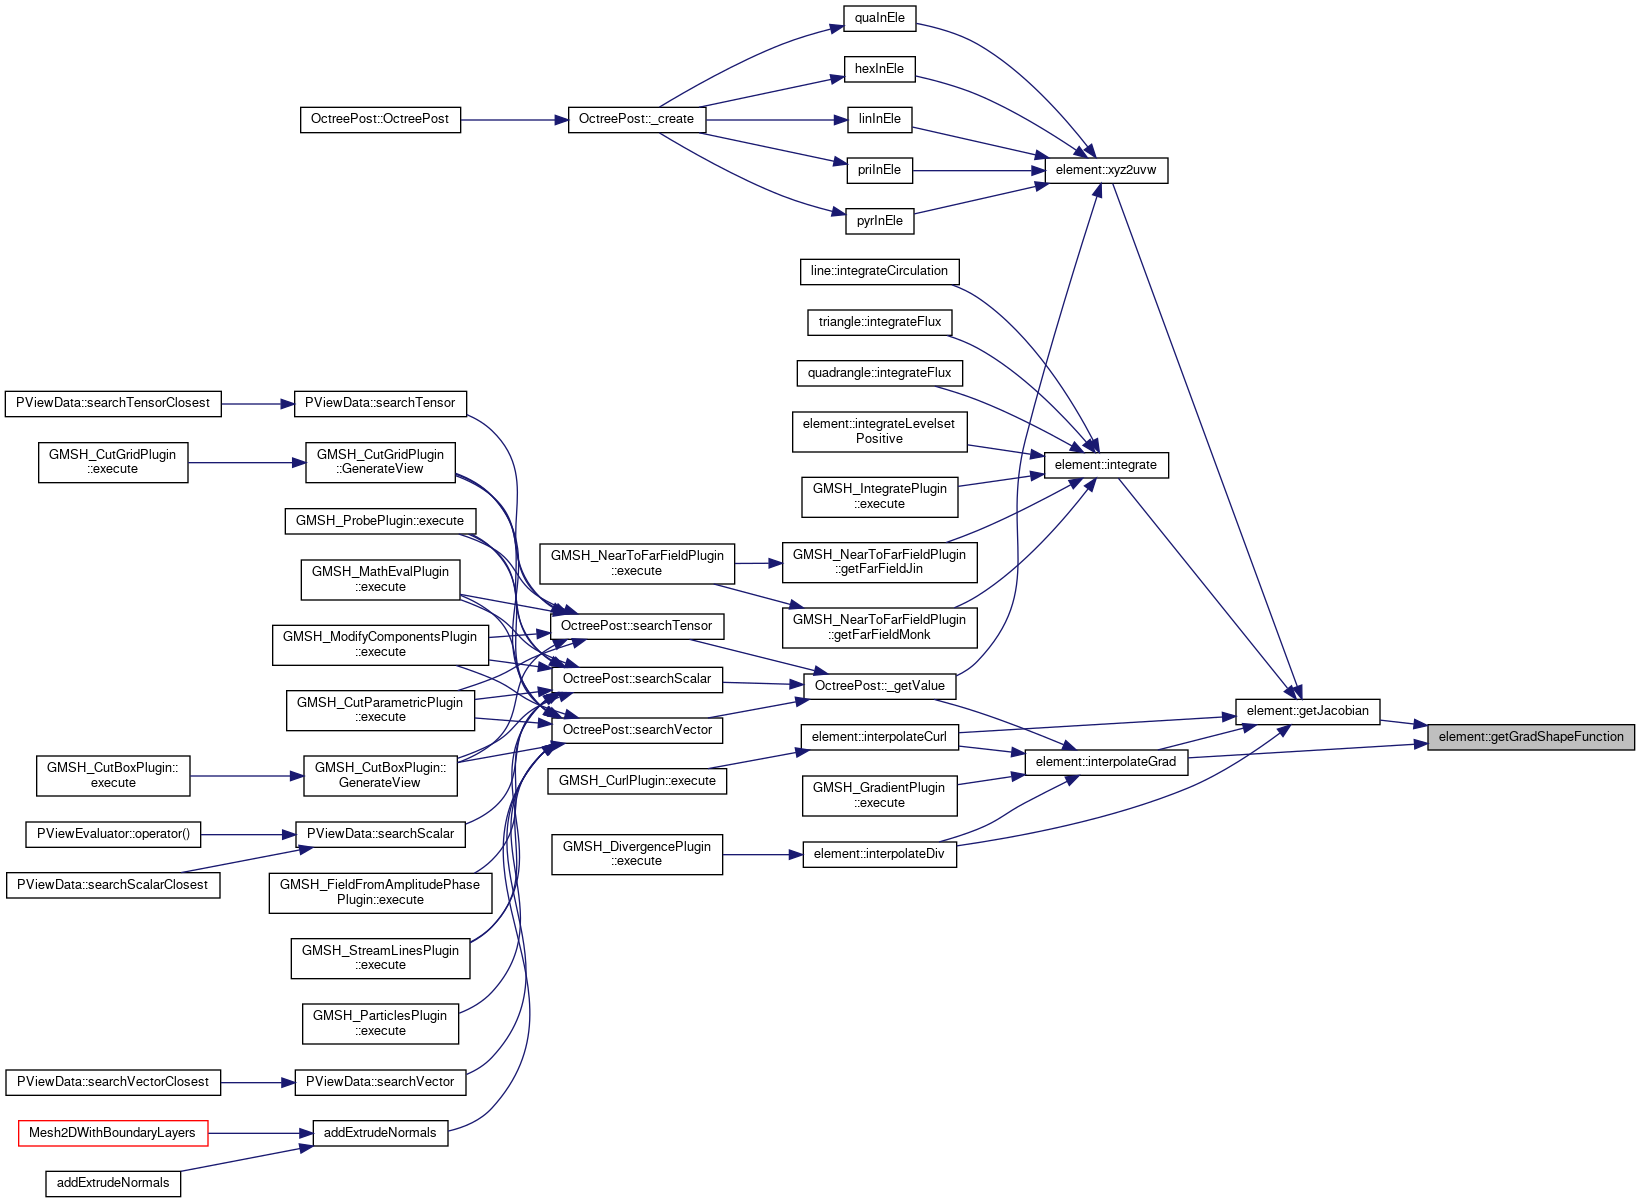 quaInEle
hexInEle
OctreePost::OctreePost
OctreePost::_create
linInEle
priInEle
element::xyz2uvw
pyrInEle
line::integrateCirculation
triangle::integrateFlux
quadrangle::integrateFlux
PViewData::searchTensorClosest
PViewData::searchTensor
element::integrateLevelset
Positive
GMSH_CutGridPlugin
::execute
GMSH_CutGridPlugin
::GenerateView
element::integrate
GMSH_IntegratePlugin
::execute
GMSH_ProbePlugin::execute
GMSH_NearToFarFieldPlugin
::execute
GMSH_NearToFarFieldPlugin
::getFarFieldJin
GMSH_MathEvalPlugin
::execute
OctreePost::searchTensor
GMSH_NearToFarFieldPlugin
::getFarFieldMonk
GMSH_ModifyComponentsPlugin
::execute
OctreePost::searchScalar
OctreePost::_getValue
GMSH_CutParametricPlugin
::execute
element::getJacobian
OctreePost::searchVector
element::interpolateCurl
element::getGradShapeFunction
element::interpolateGrad
GMSH_CutBoxPlugin::
execute
GMSH_CutBoxPlugin::
GenerateView
GMSH_CurlPlugin::execute
GMSH_GradientPlugin
::execute
PViewEvaluator::operator()
PViewData::searchScalar
GMSH_DivergencePlugin
::execute
element::interpolateDiv
PViewData::searchScalarClosest
GMSH_FieldFromAmplitudePhase
Plugin::execute
GMSH_StreamLinesPlugin
::execute
GMSH_ParticlesPlugin
::execute
PViewData::searchVectorClosest
PViewData::searchVector
Mesh2DWithBoundaryLayers
addExtrudeNormals
addExtrudeNormals